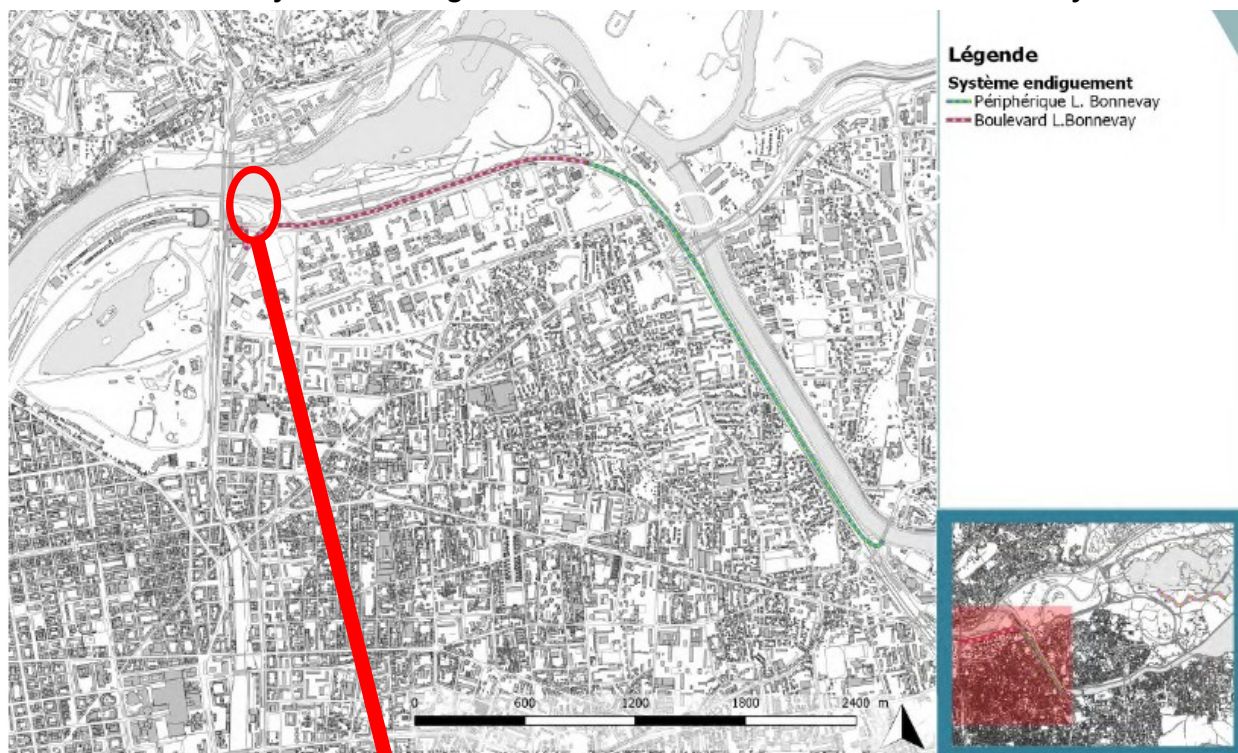 Légende
Système endiguement
Périphérique L. Bonnevay
Boulevard L.Bonnevay
0 600 1200 1800 2400 m